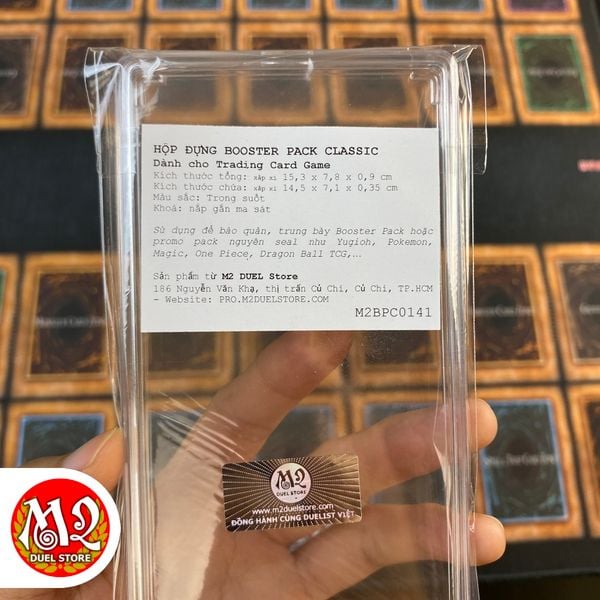 HỘP ĐỰNG BOOSTER PACK CLASSIC
Dành cho Trading Card Game
Kích thước tổng: xấp xỉ 15,3 x 7,8 x 0,9 cm
Kích thước chứa: xấp xỉ 14,5 x 7,1 x 0,35 cm
Màu sắc: Trong suốt
Khoá: nắp gắn ma sát
Sử dụng để bảo quản, trưng bày Booster Pack hoặc
promo pack nguyên seal như Yugioh, Pokemon,
Magic, One Piece, Dragon Ball TCG,...
Sản phẩm từ M2 DUEL Store
186 Nguyễn Văn Khạ, thị trấn Củ Chi, Củ Chi, TP.HCM
- Website: PRO.M2DUELSTORE.COM
M2BPC0141
M2
DUEL STORE
www.m2duelstore.com
ĐỒNG HÀNH CÙNG DUELIST VIỆT
M2
DUEL STORE